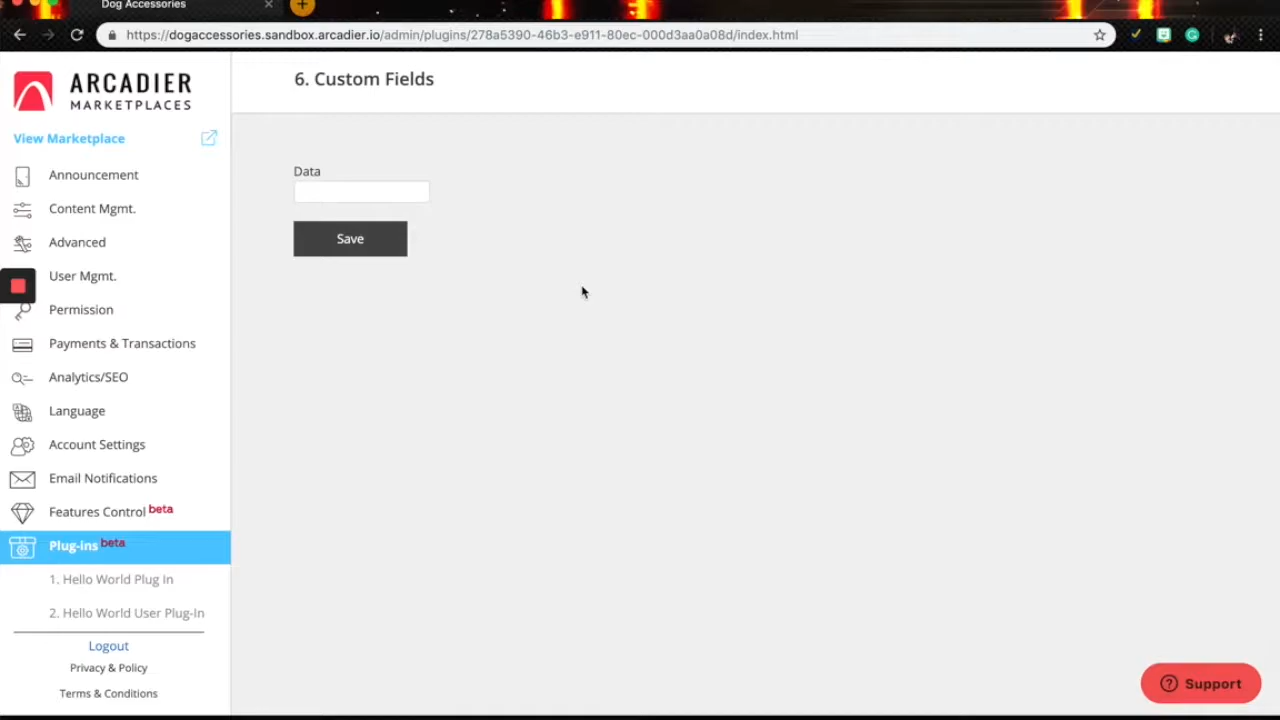 Dog Accessories
https://dogaccessories.sandbox.arcadier.io/admin/plugins/278a5390-46b3-e911-80ec-000d3aa0a08d/index.html
ARCADIER
MARKETPLACES
View Marketplace
Announcement
Content Mgmt.
Advanced
User Mgmt.
Permission
Payments & Transactions
Analytics/SEO
Language
Account Settings
Email Notifications
Features Control beta
Plug-ins beta
1. Hello World Plug In
2. Hello World User Plug-In
Logout
Privacy & Policy
Terms & Conditions
6. Custom Fields
Data
Save
Support